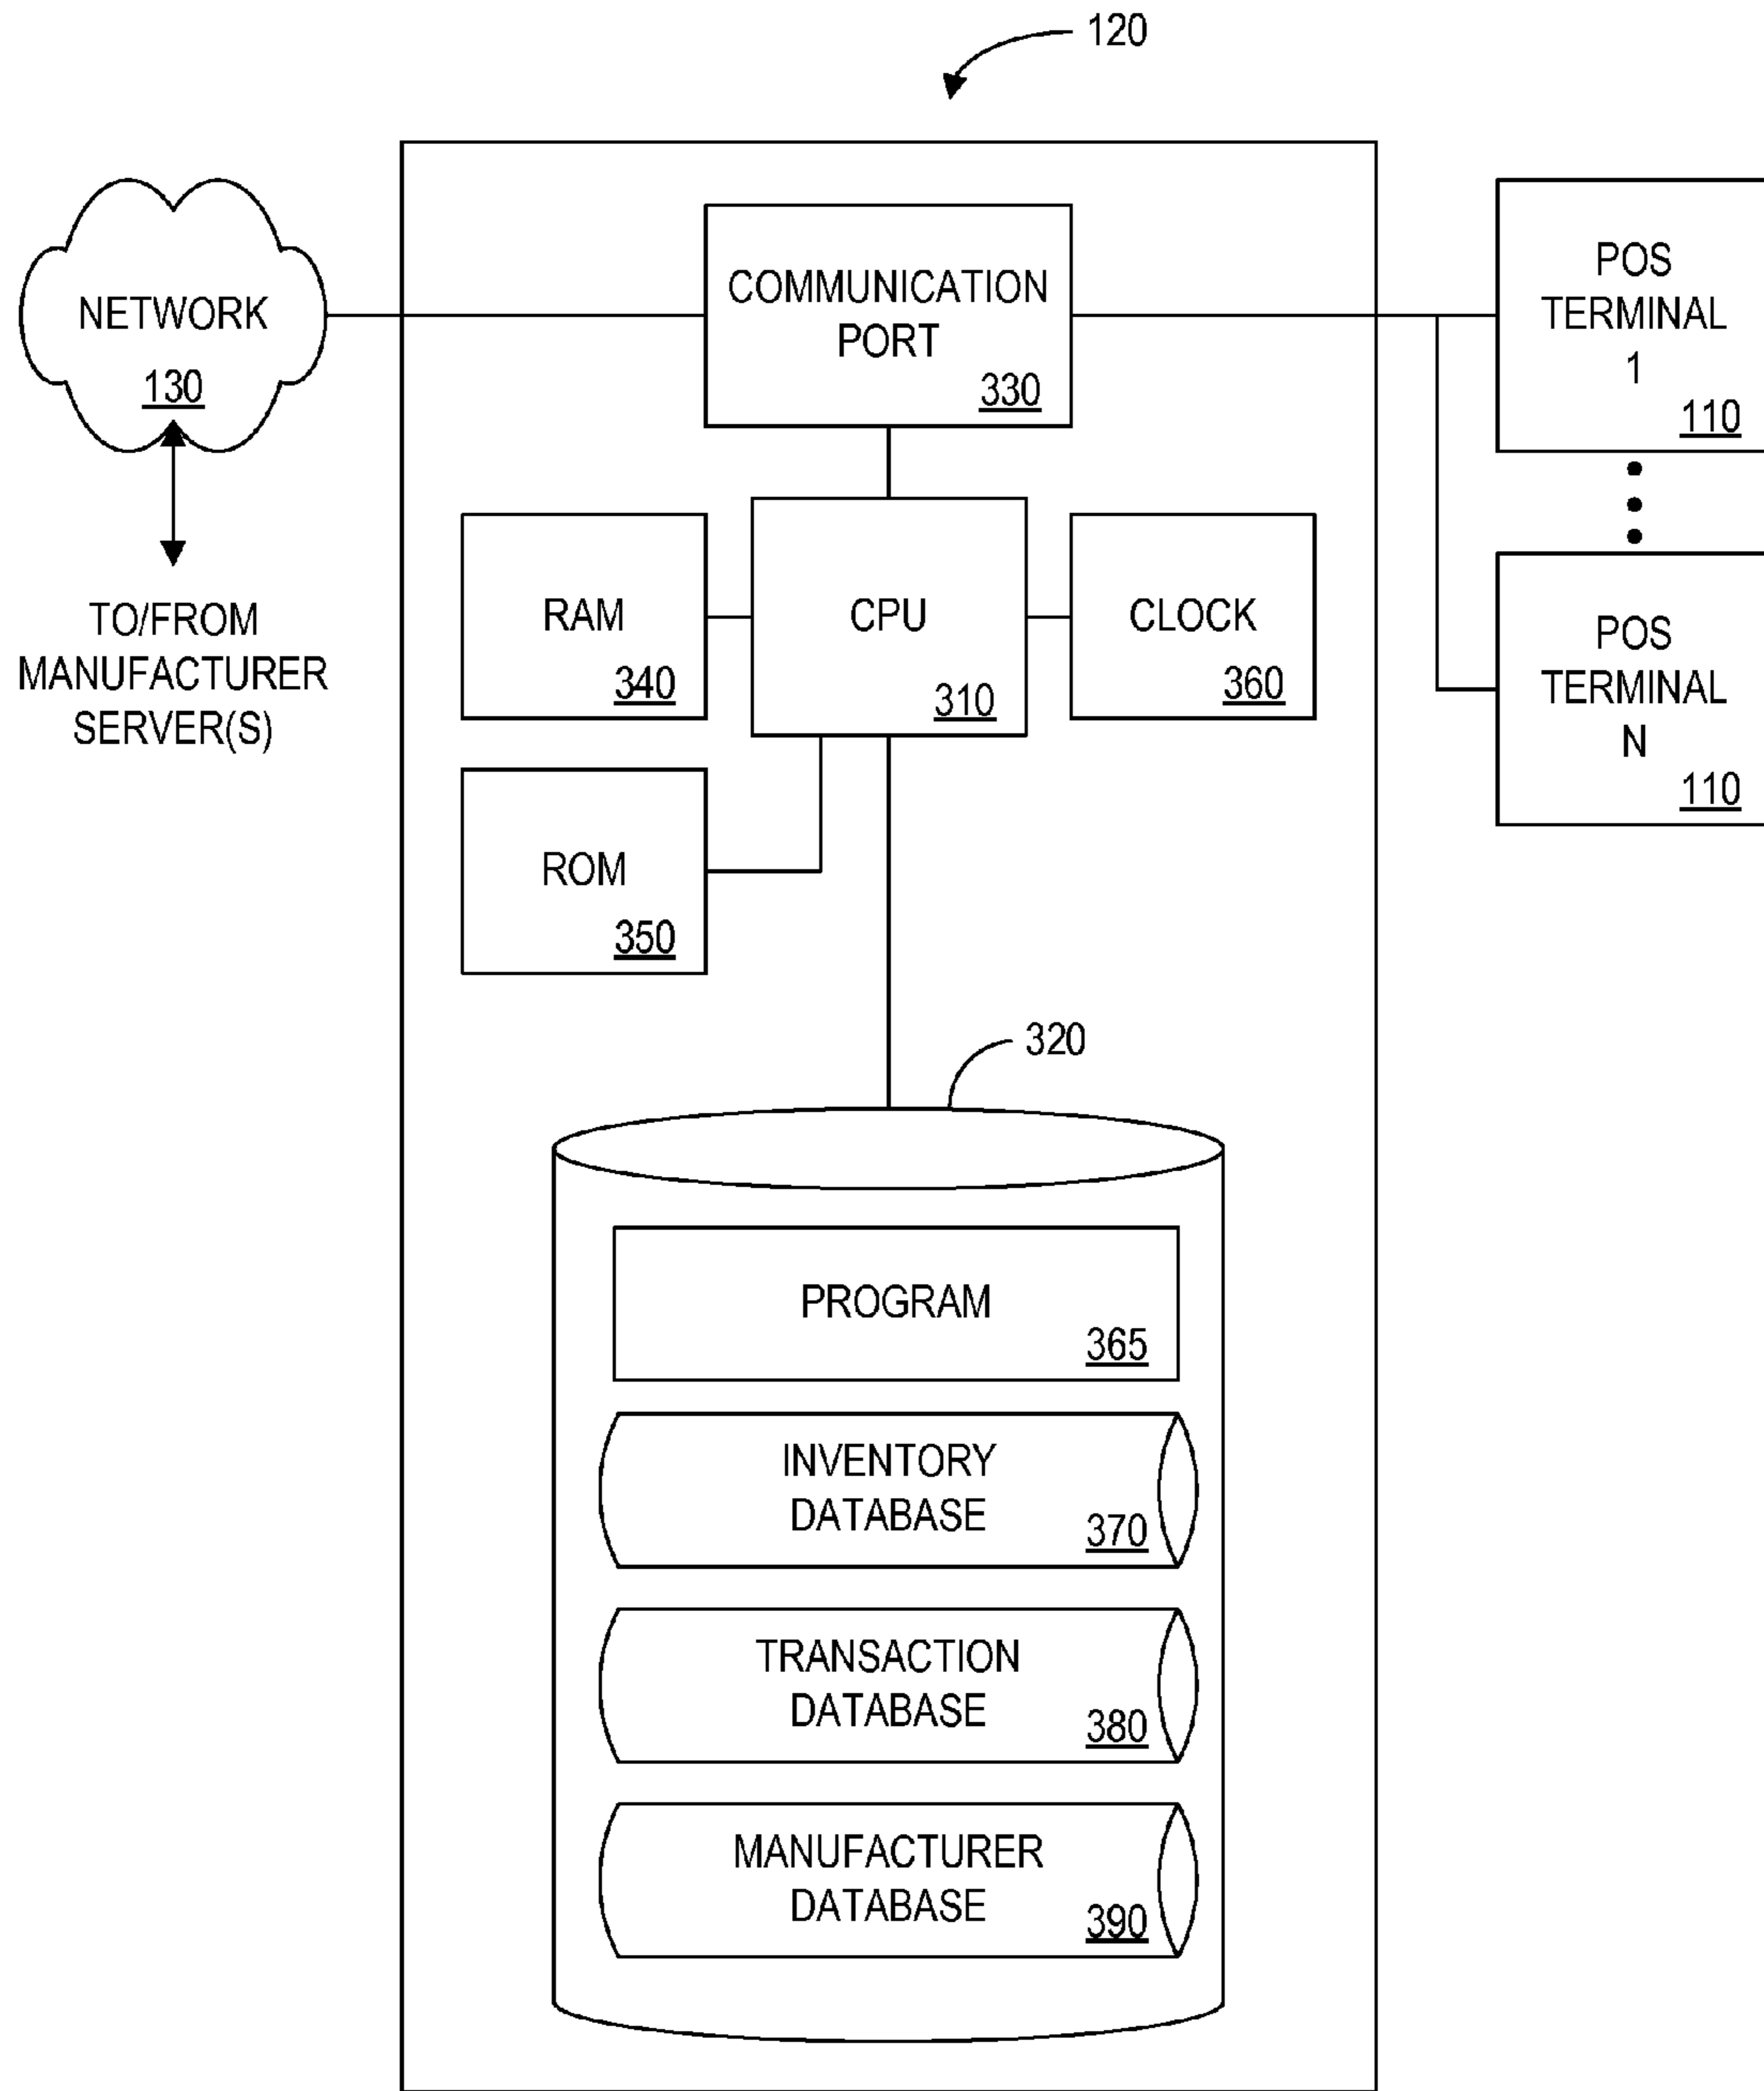 120
NETWORK
130
TO/FROM
MANUFACTURER
SERVER(S)
COMMUNICATION
PORT
330
POS
TERMINAL
1
110
RAM
340
CPU
310
CLOCK
360
POS
TERMINAL
N
110
ROM
350
320
PROGRAM
365
INVENTORY
DATABASE
370
TRANSACTION
DATABASE
380
MANUFACTURER
DATABASE
390